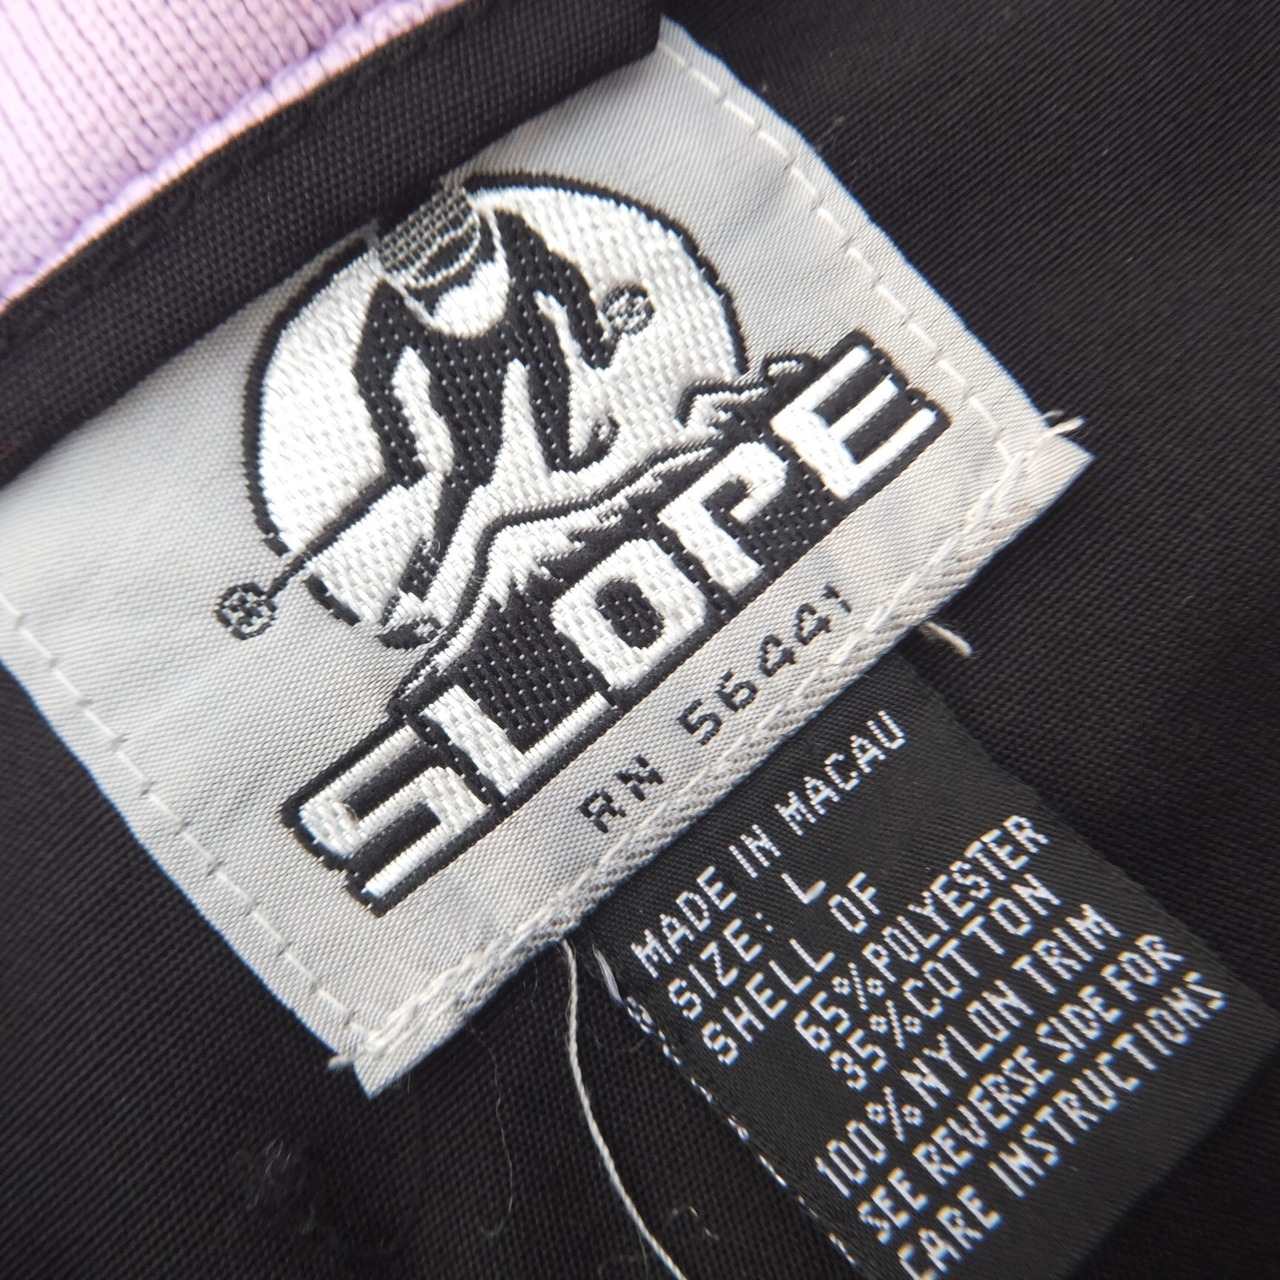 SLOPE
RN 56441
MADE IN MACAU
SIZE: L
SHELL OF
65%POLYESTER
35%COTTON
100%NYLON TRIM
SEE REVERSE SIDE FOR
CARE INSTRUCTIONS